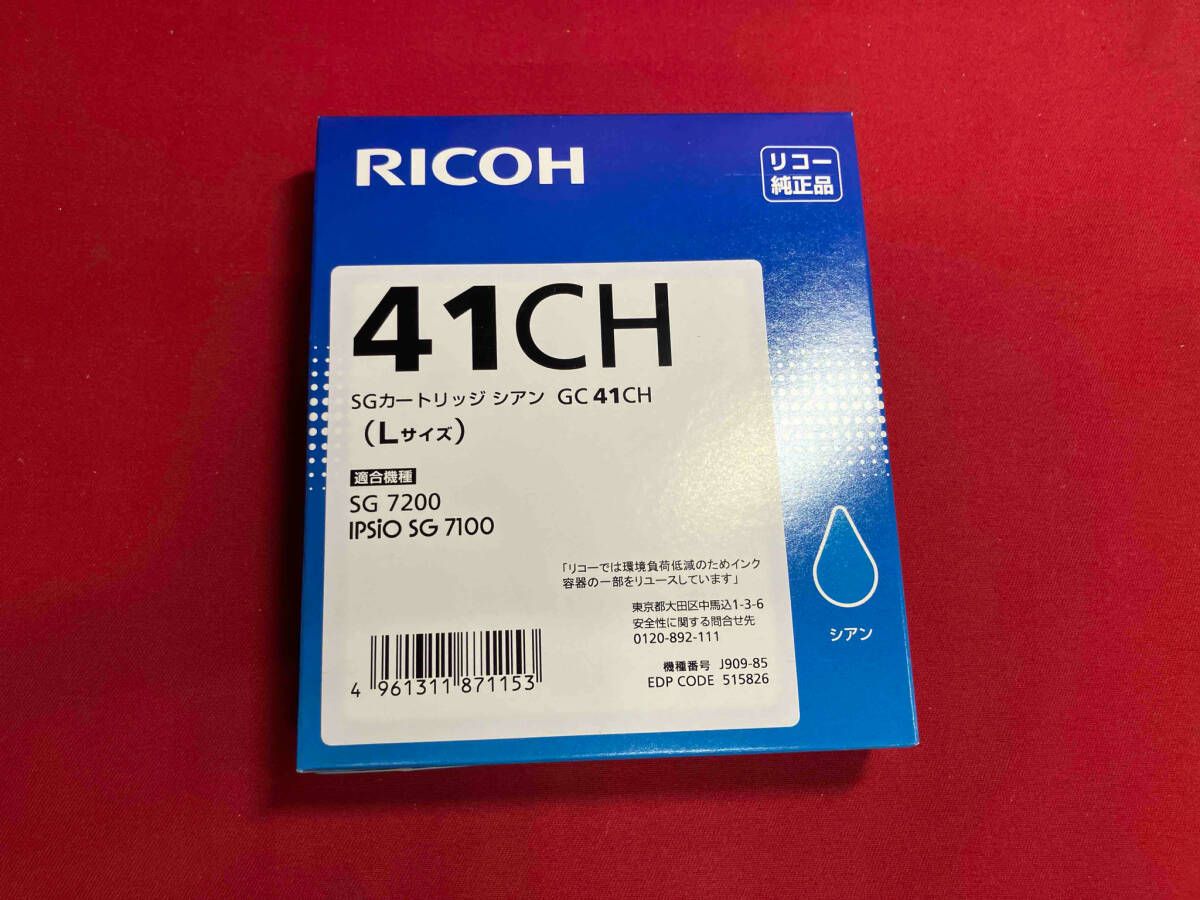 RICOH
リコー
純正品
41CH
SGカートリッジ シアン GC 41CH
(Lサイズ)
適合機種
SG 7200
IPSiO SG 7100
「リコーでは環境負荷低減のためインク
容器の一部をリユースしています」
東京都大田区中馬込1-3-6
安全性に関する問合せ先
0120-892-111
機種番号 J909-85
EDP CODE 515826
4 961311 871153
シアン